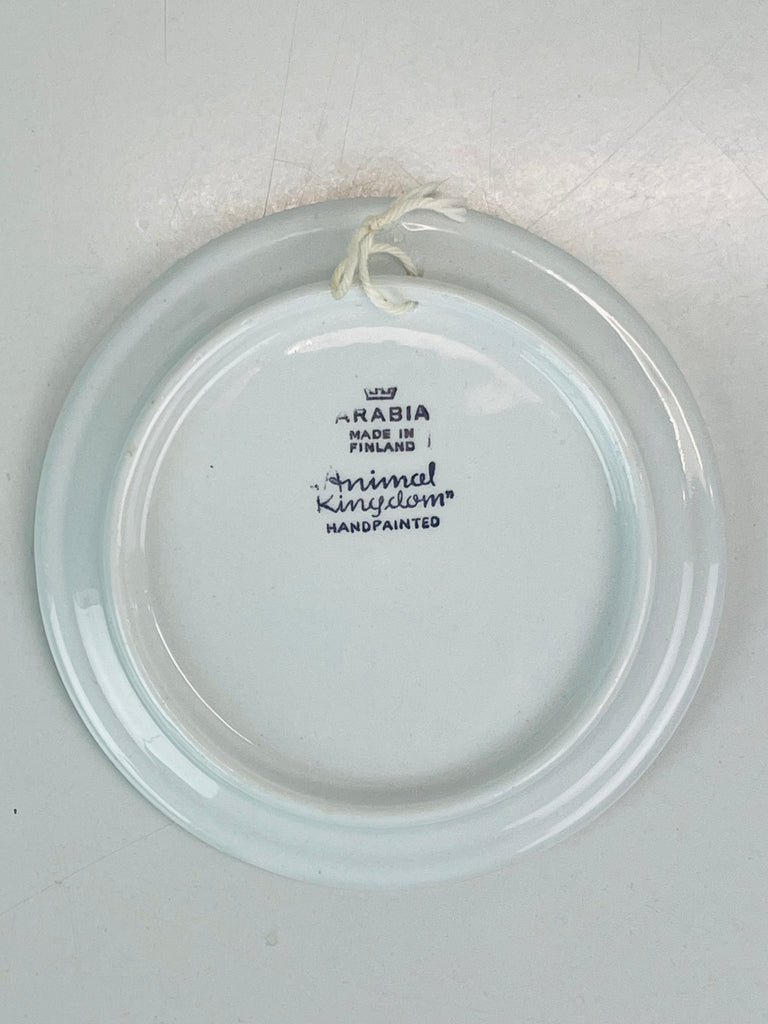 ARABIA
MADE IN
FINLAND
„Animal
Kingdom”
HANDPAINTED